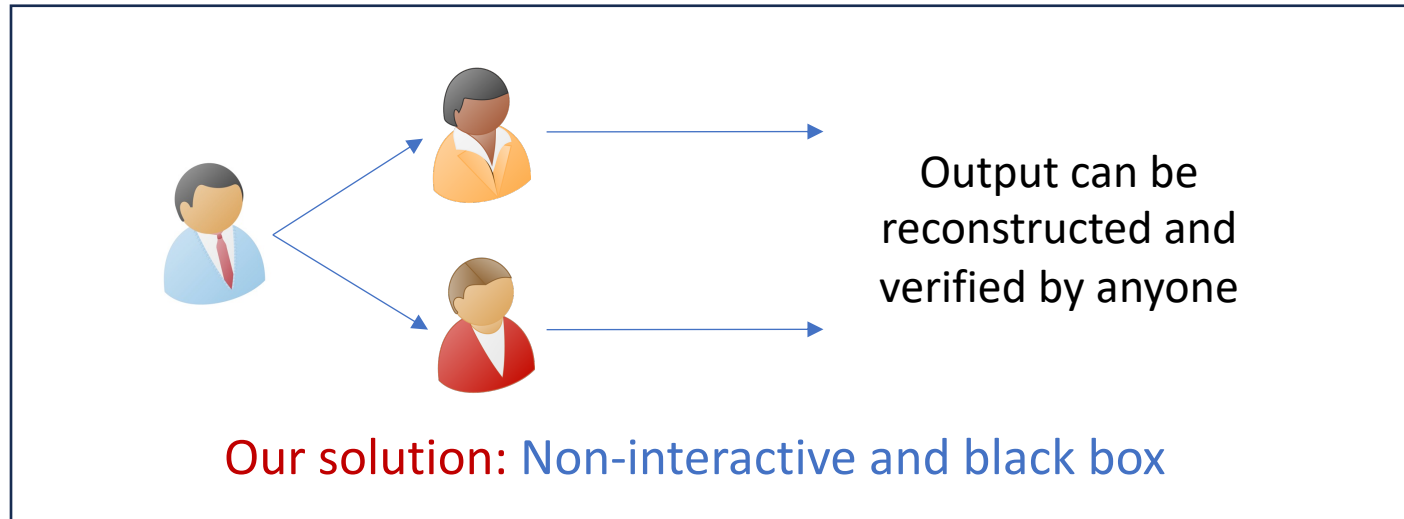 Output can be
reconstructed and
verified by anyone
Our solution: Non-interactive and black box